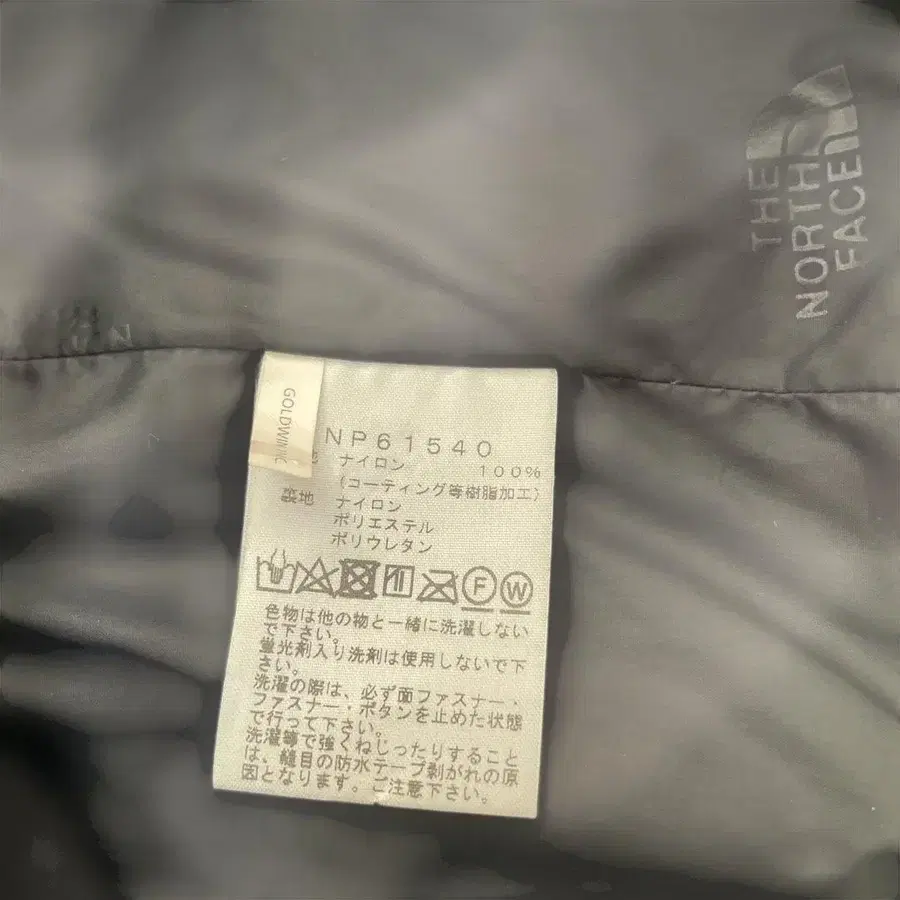 THE
NORTH
FACE
GOLDWIN INC
NP61540
ナイロン 100%
(コーティング等樹脂加工)
裏地 ナイロン
ポリエステル
ポリウレタン
F W
色物は他の物と一緒に洗濯しない
で下さい。
蛍光剤入り洗剤は使用しないで下
さい。
洗濯の際は、必ず面ファスナー・
ファスナー・ボタンを止めた状態
で行って下さい。
洗濯等で強くねじったりすること
は、縫目の防水テープ剥がれの原
因となります。ご注意下さい。